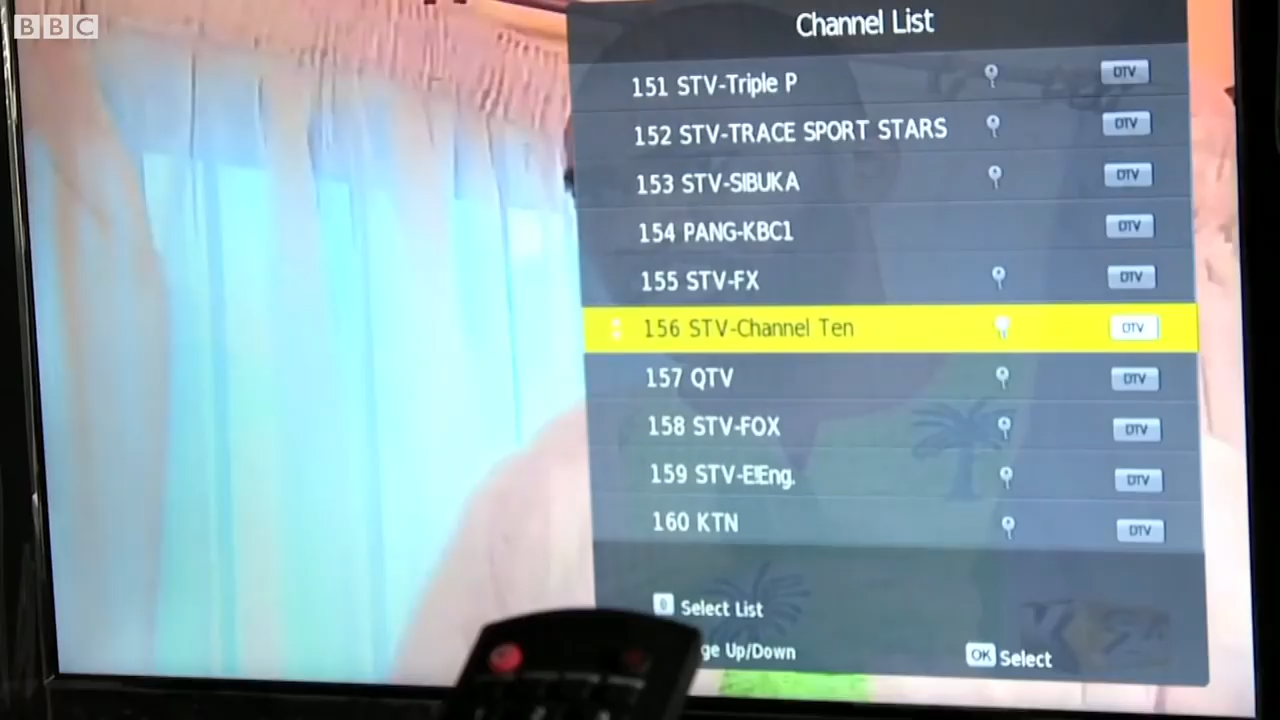 BBC
Channel List
151 STV-Triple P DTV
152 STV-TRACE SPORT STARS DTV
153 STV-SIBUKA DTV
154 PANG-KBC1 DTV
155 STV-FX DTV
156 STV-Channel Ten DTV
157 QTV DTV
158 STV-FOX DTV
159 STV-E!Eng. DTV
160 KTN DTV
0 Select List
ge Up/Down
OK Select